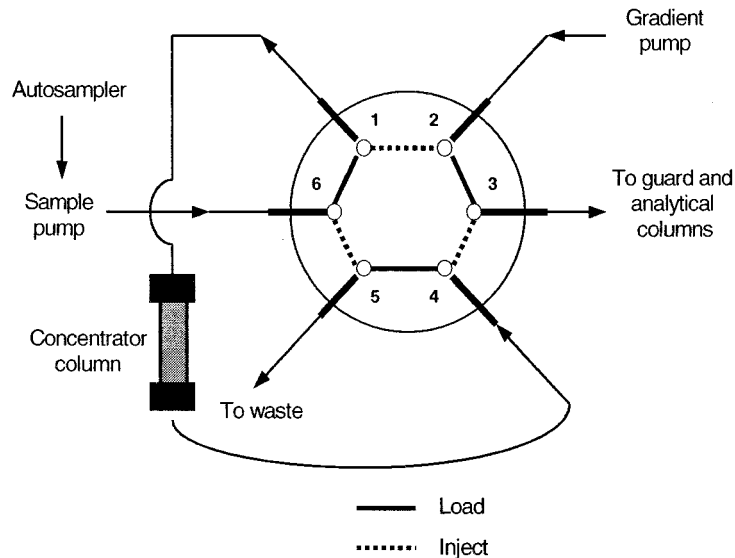 Gradient
pump
Autosampler
1
2
6
3
Sample
pump
To guard and
analytical
columns
5
4
Concentrator
column
To waste
Load
Inject